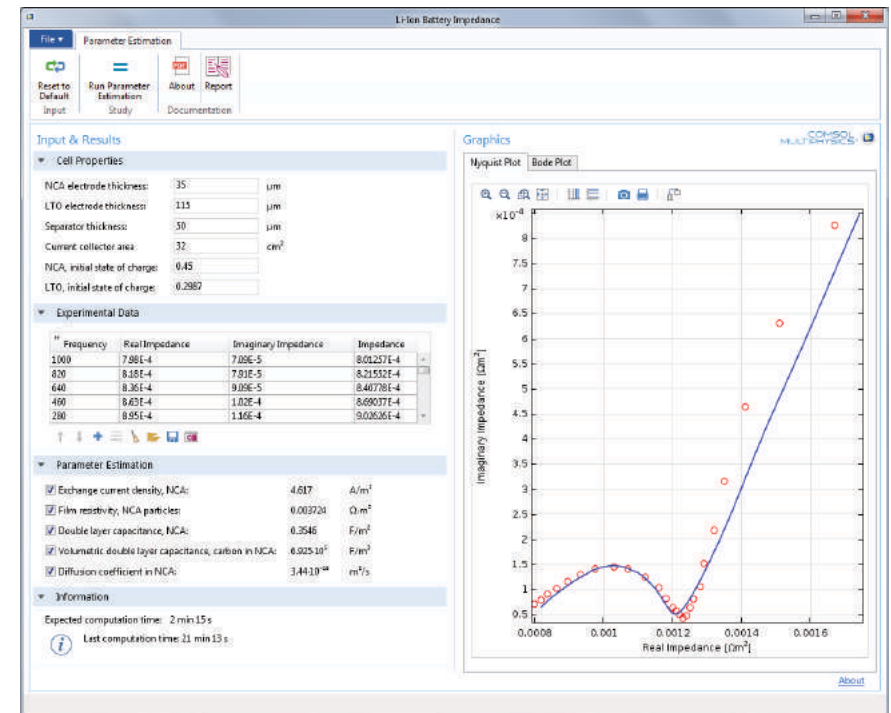 Li-Ion Battery Impedance
File ▾ Parameter Estimation
Reset to Default
Run Parameter Estimation
About
Report
Input
Study
Documentation
Input & Results
Cell Properties
NCA electrode thickness: 35 μm
LTO electrode thickness: 115 μm
Separator thickness: 50 μm
Current collector area: 32 cm²
NCA, initial state of charge: 0.45
LTO, initial state of charge: 0.2987
Experimental Data
Frequency Real Impedance Imaginary Impedance Impedance
1000 7.98E-4 7.09E-5 8.01257E-4
820 8.18E-4 7.91E-5 8.21552E-4
640 8.36E-4 9.09E-5 8.40778E-4
460 8.63E-4 1.02E-4 8.69037E-4
280 8.95E-4 1.16E-4 9.02626E-4
Parameter Estimation
Exchange current density, NCA: 4.617 A/m²
Film resistivity, NCA particles: 0.003724 Ω·m²
Double layer capacitance, NCA: 0.3546 F/m²
Volumetric double layer capacitance, carbon in NCA:
Diffusion coefficient in NCA: m²/s
Information
Expected computation time: 2 min 15 s
Last computation time: 21 min 13 s
Graphics
COMSOL
MULTIPHYSICS
Nyquist Plot Bode Plot
×10⁻⁴
8
7.5
7
6.5
6
5.5
5
4.5
4
3.5
3
2.5
2
1.5
1
0.5
Imaginary Impedance [Ωm²]
0.0008 0.001 0.0012 0.0014 0.0016
Real Impedance [Ωm²]
About